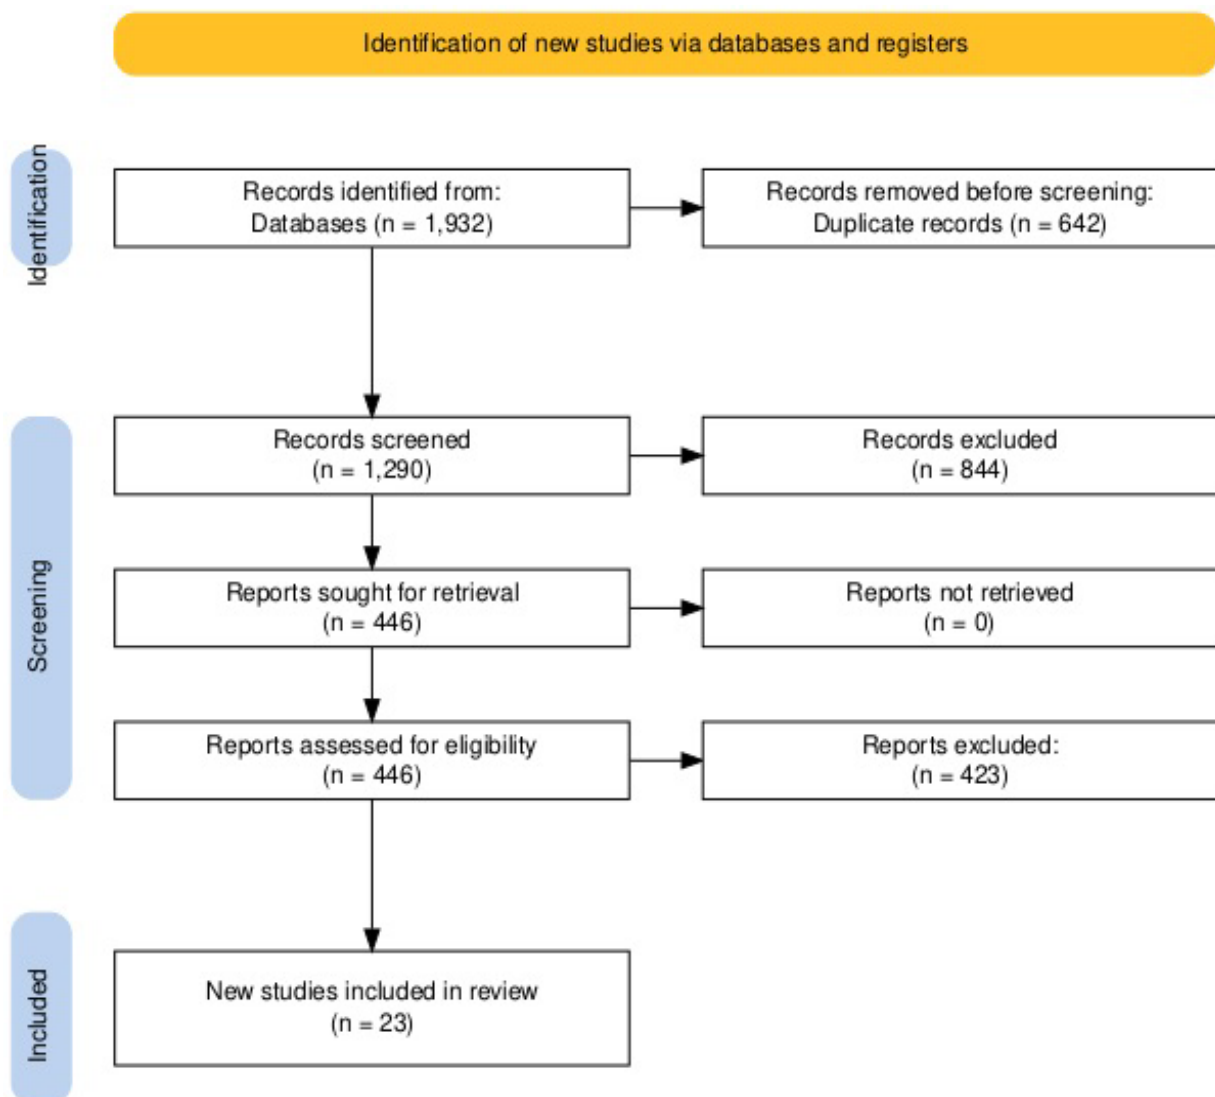 Identification of new studies via databases and registers
Identification
Records identified from:
Databases (n = 1,932)
Records removed before screening:
Duplicate records (n = 642)
Screening
Records screened
(n = 1,290)
Records excluded
(n = 844)
Reports sought for retrieval
(n = 446)
Reports not retrieved
(n = 0)
Reports assessed for eligibility
(n = 446)
Reports excluded:
(n = 423)
Included
New studies included in review
(n = 23)